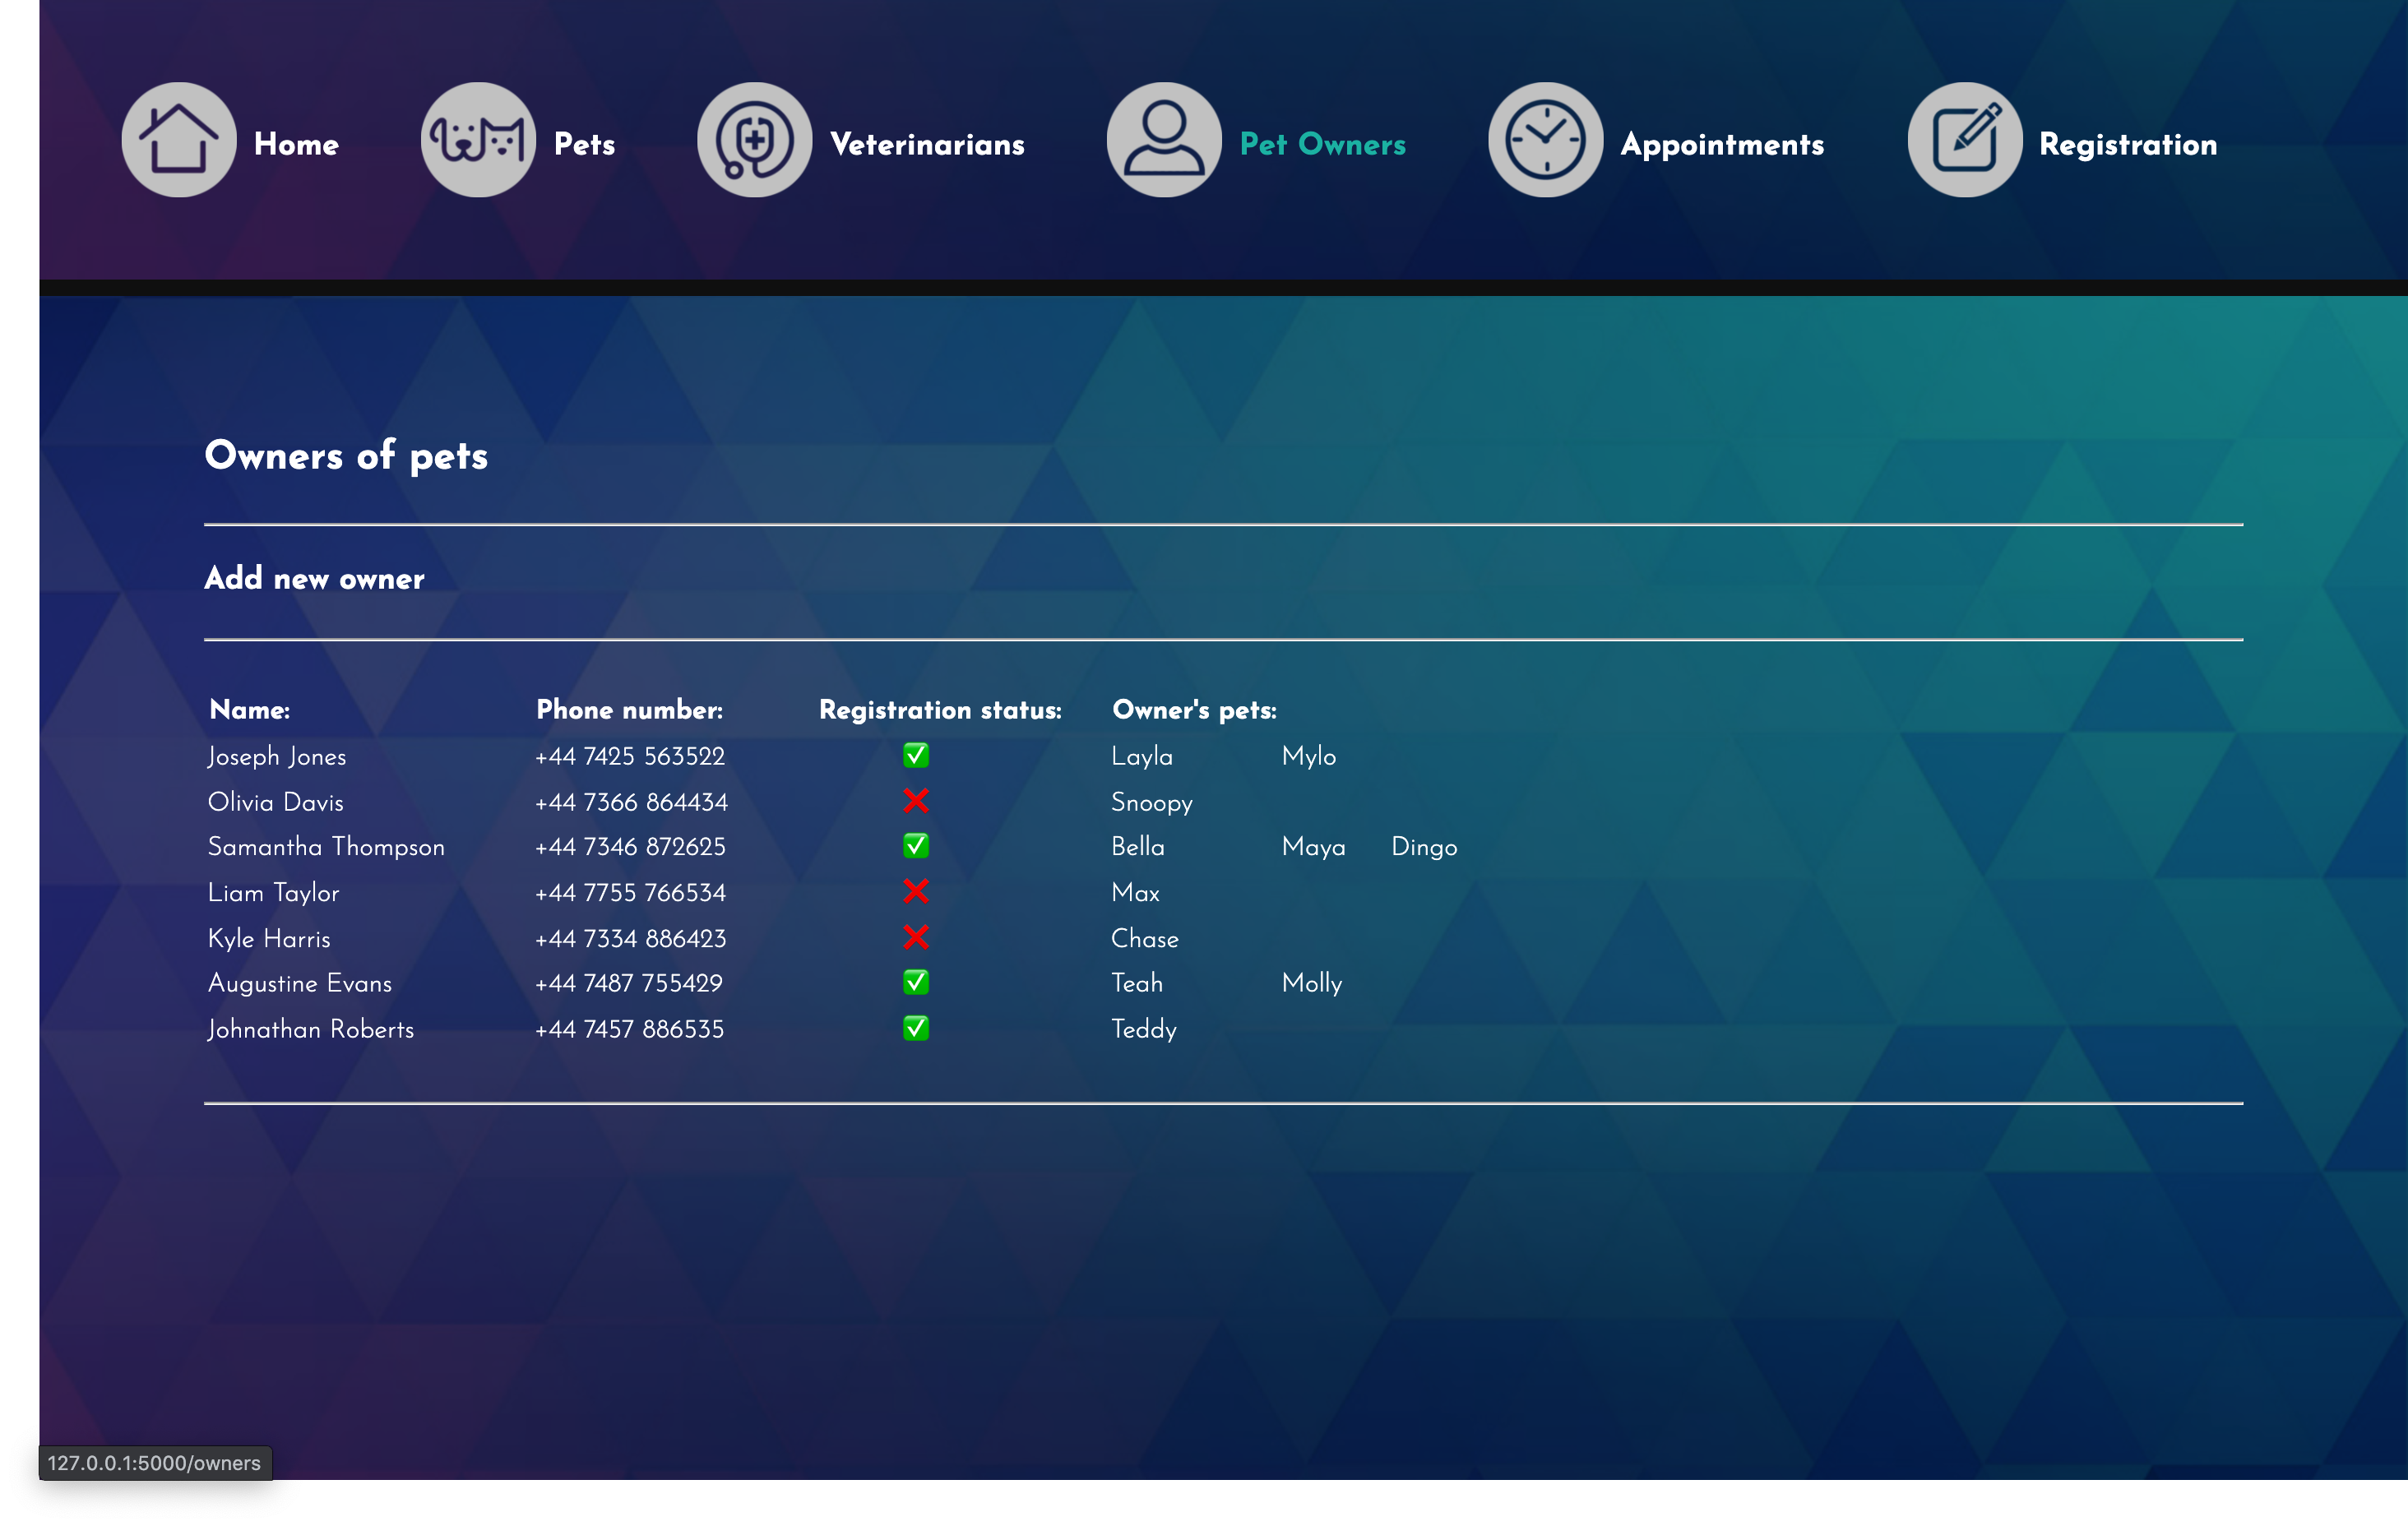 Home Pets Veterinarians Pet Owners Appointments Registration
Owners of pets
Add new owner
Name: Phone number: Registration status: Owner's pets:
Joseph Jones +44 7425 563522 ✅ Layla Mylo
Olivia Davis +44 7366 864434 ❌ Snoopy
Samantha Thompson +44 7346 872625 ✅ Bella Maya Dingo
Liam Taylor +44 7755 766534 ❌ Max
Kyle Harris +44 7334 886423 ❌ Chase
Augustine Evans +44 7487 755429 ✅ Teah Molly
Johnathan Roberts +44 7457 886535 ✅ Teddy
127.0.0.1:5000/owners